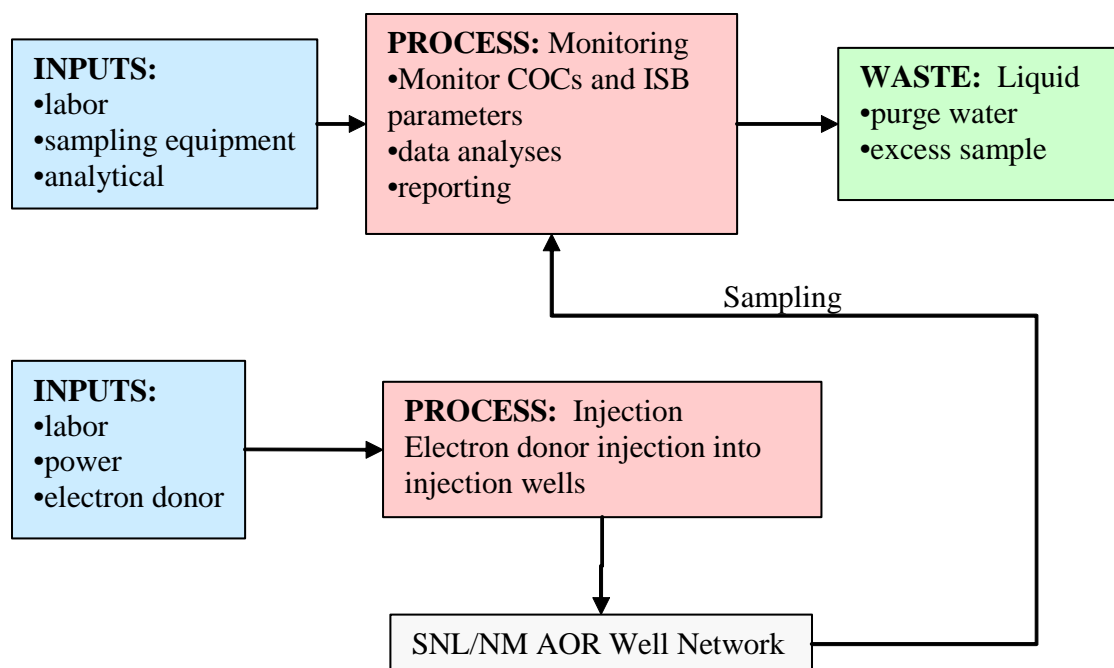 INPUTS:
•labor
•sampling equipment
•analytical
PROCESS: Monitoring
•Monitor COCs and ISB
parameters
•data analyses
•reporting
WASTE: Liquid
•purge water
•excess sample
Sampling
INPUTS:
•labor
•power
•electron donor
PROCESS: Injection
Electron donor injection into
injection wells
SNL/NM AOR Well Network